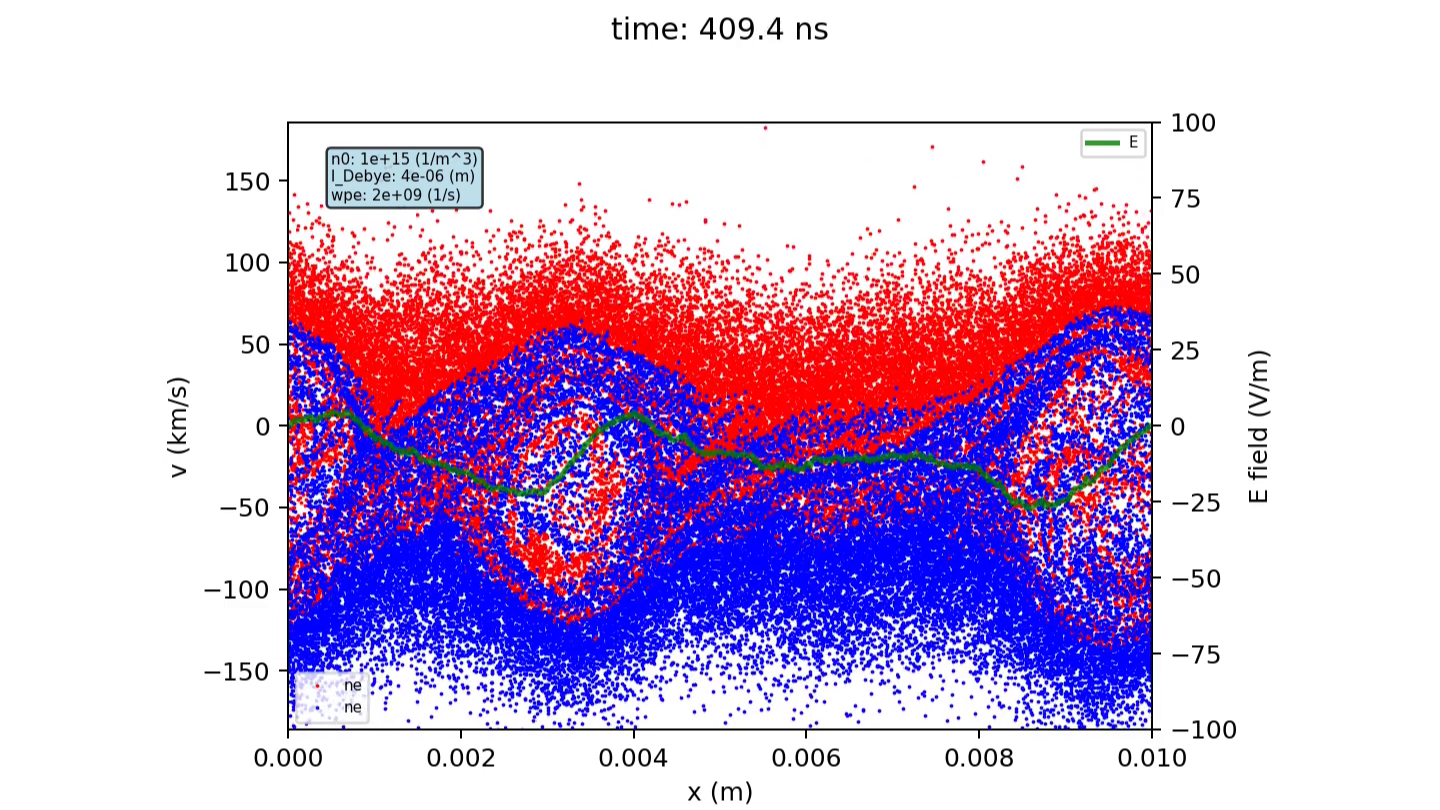 time: 409.4 ns
n0: 1e+15 (1/m^3)
l_Debye: 4e-06 (m)
wpe: 2e+09 (1/s)
E
150
100
50
0
−50
−100
−150
v (km/s)
100
75
50
25
0
−25
−50
−75
−100
E field (V/m)
ne
ne
0.000 0.002 0.004 0.006 0.008 0.010
x (m)